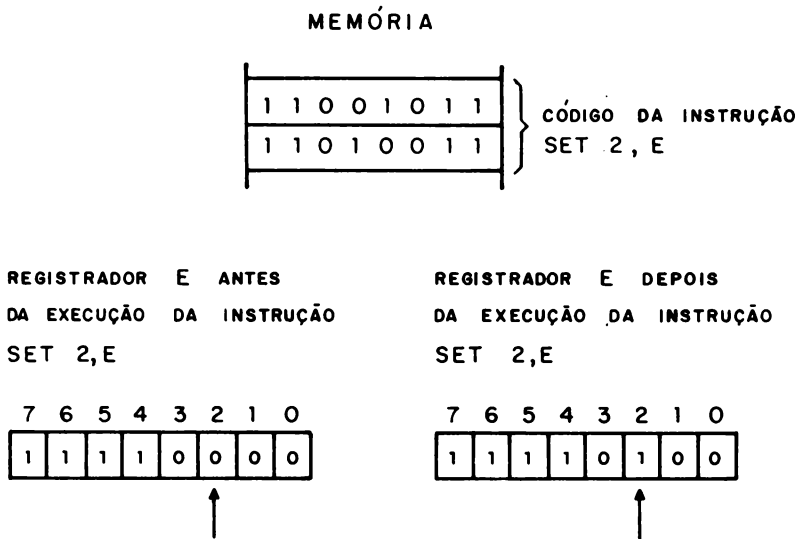 MEMÓRIA
1 1 0 0 1 0 1 1
1 1 0 1 0 0 1 1
CÓDIGO DA INSTRUÇÃO
SET 2, E
REGISTRADOR E ANTES
DA EXECUÇÃO DA INSTRUÇÃO
SET 2,E
7 6 5 4 3 2 1 0
1 1 1 1 0 0 0 0
REGISTRADOR E DEPOIS
DA EXECUÇÃO DA INSTRUÇÃO
SET 2,E
7 6 5 4 3 2 1 0
1 1 1 1 0 1 0 0